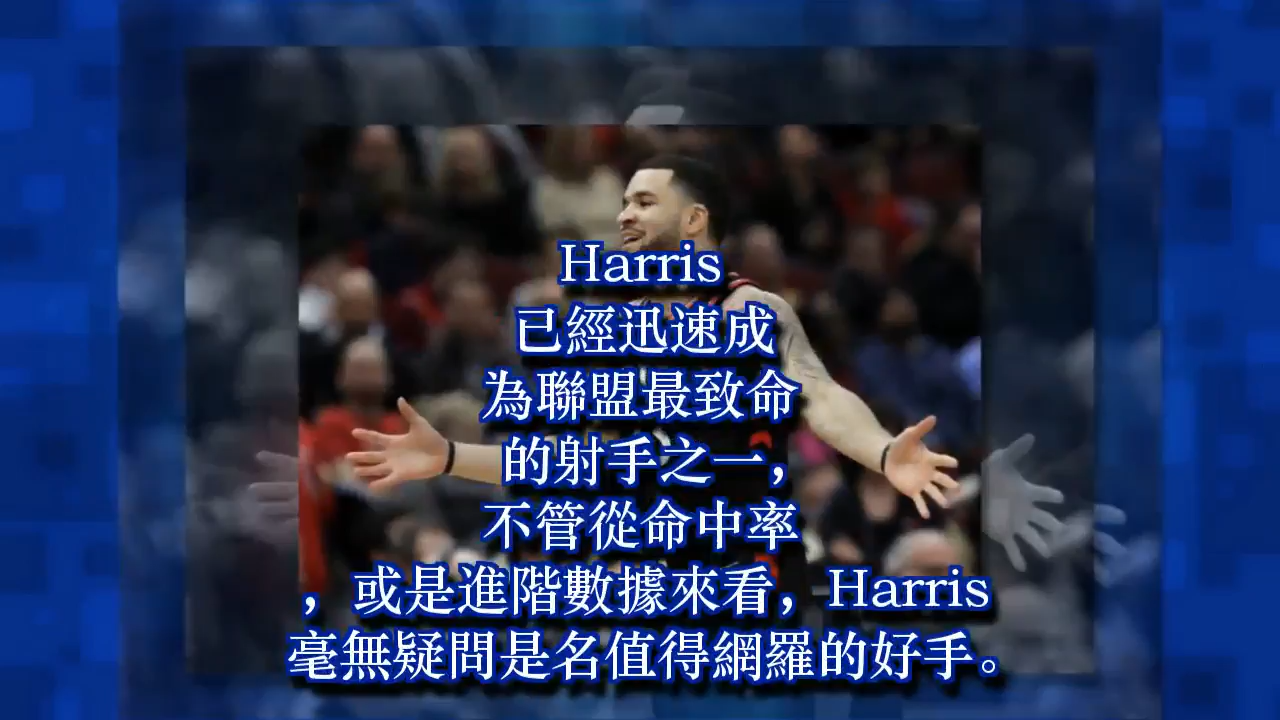 Harris
已經迅速成
為聯盟最致命
的射手之一，
不管從命中率
，或是進階數據來看，Harris
毫無疑問是名值得網羅的好手。